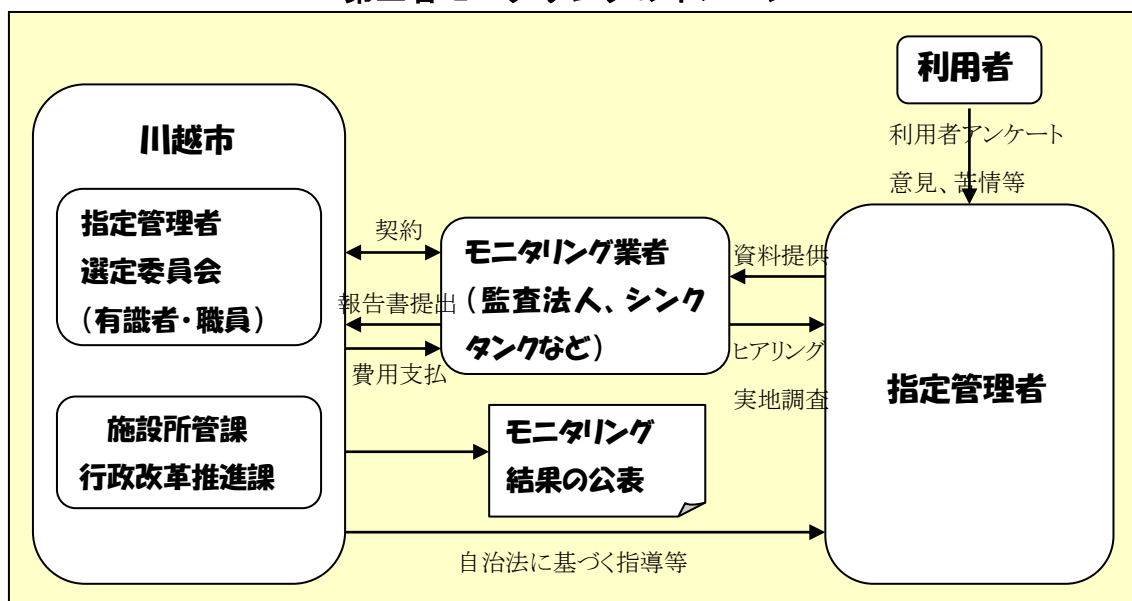 利用者
川越市
利用者アンケート
意見、苦情等
指定管理者
選定委員会
(有識者・職員)
契約
報告書提出
費用支払
モニタリング業者
(監査法人、シンク
タンクなど)
資料提供
ヒアリング
実地調査
指定管理者
施設所管課
行政改革推進課
モニタリング
結果の公表
自治法に基づく指導等